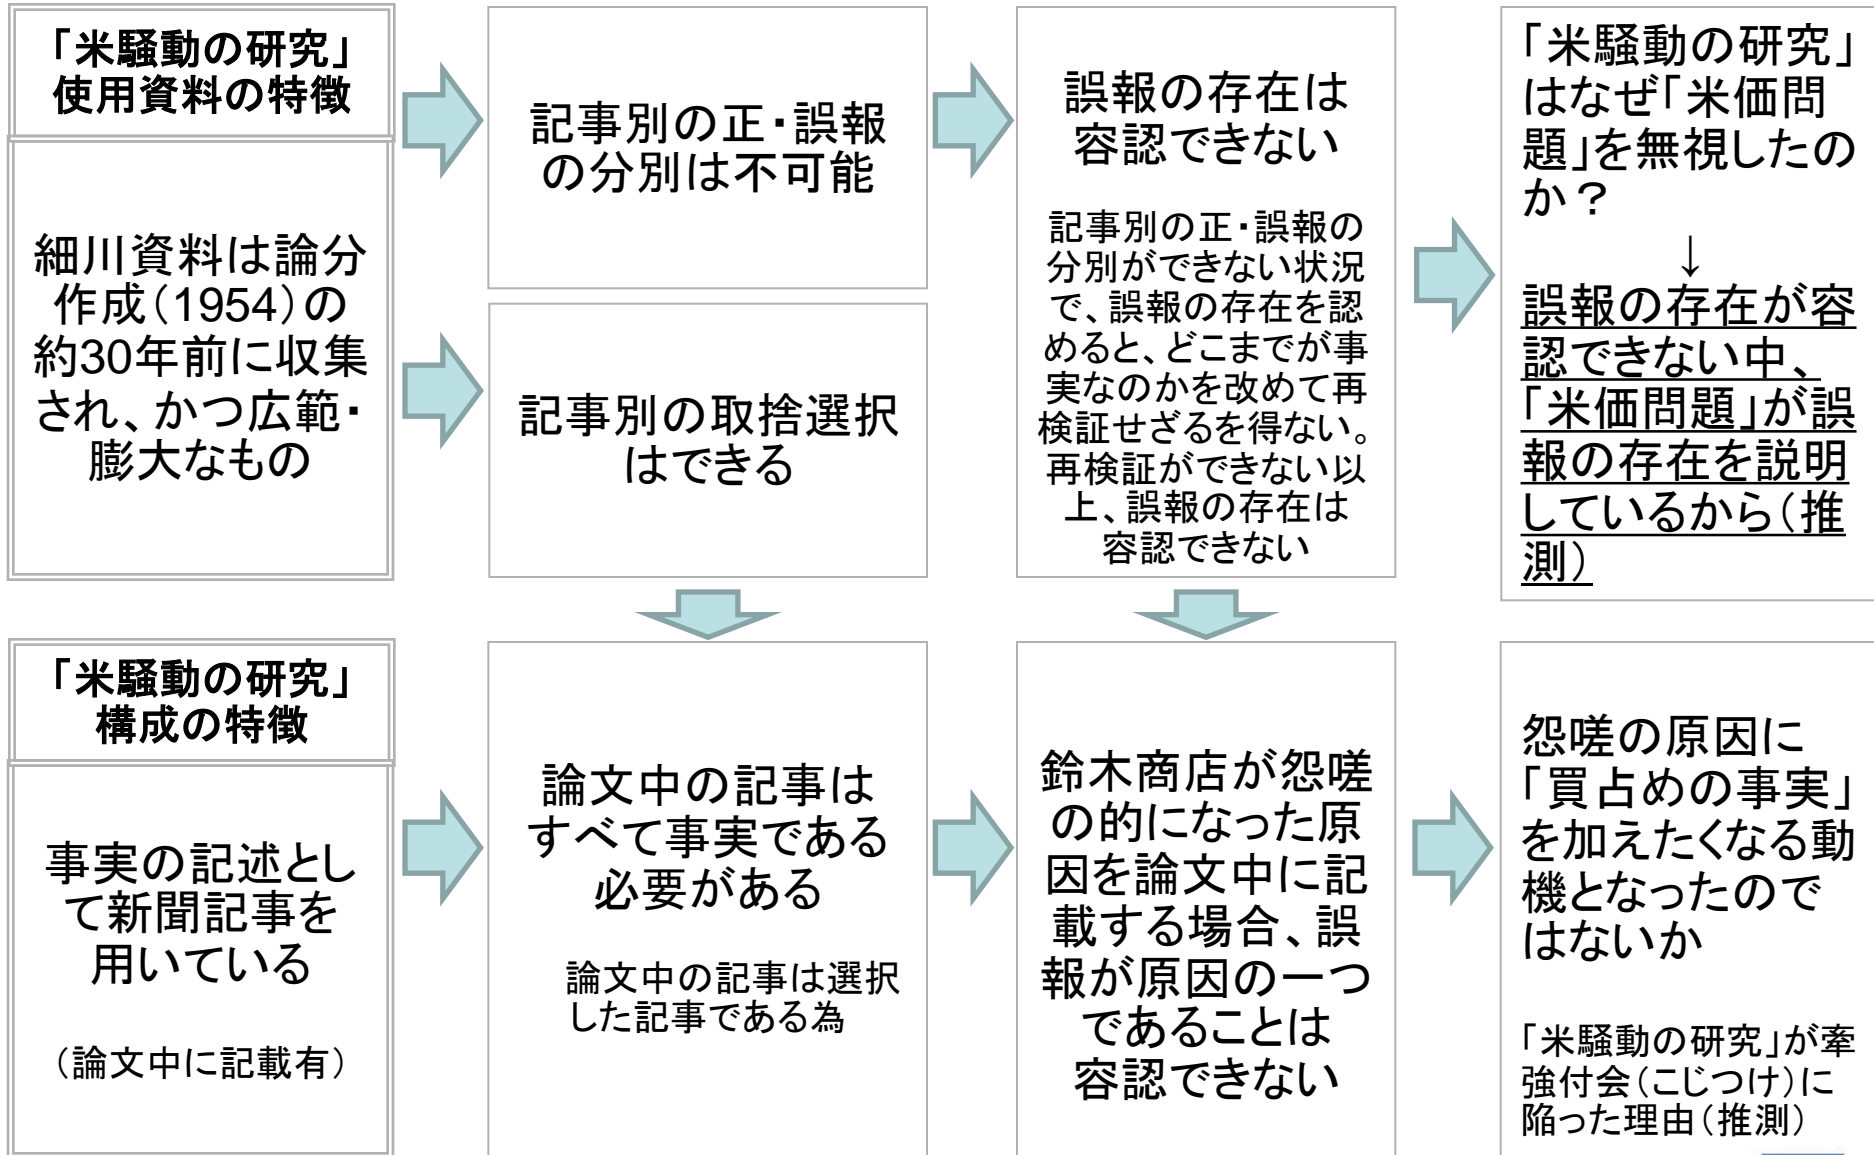 「米騒動の研究」
使用資料の特徴
細川資料は論分
作成（1954）の
約30年前に収集
され、かつ広範・
膨大なもの
記事別の正・誤報
の分別は不可能
記事別の取捨選択
はできる
誤報の存在は
容認できない
記事別の正・誤報の
分別ができない状況
で、誤報の存在を認
めると、どこまでが事
実なのかを改めて再
検証せざるを得ない。
再検証ができない以
上、誤報の存在は
容認できない
「米騒動の研究」
はなぜ「米価問
題」を無視したの
か？
↓
誤報の存在が容
認できない中、
「米価問題」が誤
報の存在を説明
しているから（推
測）
「米騒動の研究」
構成の特徴
事実の記述とし
て新聞記事を
用いている
（論文中に記載有）
論文中の記事は
すべて事実である
必要がある
論文中の記事は選択
した記事である為
鈴木商店が怨嗟
の的になった原
因を論文中に記
載する場合、誤
報が原因の一つ
であることは
容認できない
怨嗟の原因に
「買占めの事実」
を加えたくなる動
機となったので
はないか
「米騒動の研究」が牽
強付会（こじつけ）に
陥った理由（推測）